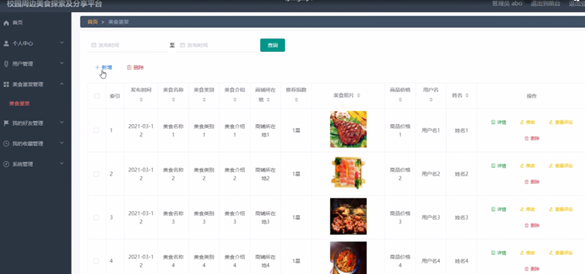 校园周边美食探索及分享平台
管理员 abo 退出到前台
首页
个人中心
用户管理
美食鉴赏管理
美食鉴赏
我的好友管理
我的收藏管理
系统管理
首页 美食鉴赏
发布时间 至 发布时间 查询
+ 新增 删除
索引 发布时间 美食名称 美食类别 美食介绍 商铺所在地 推荐指数 美食照片 商品价格 用户名 姓名 操作
1 2021-03-12 美食名称1 美食类别1 美食介绍1 商铺所在地1 1星 商品价格1 用户名1 姓名1 详情 修改 查看评论 删除
2 2021-03-12 美食名称2 美食类别2 美食介绍2 商铺所在地2 1星 商品价格2 用户名2 姓名2 详情 修改 查看评论 删除
3 2021-03-12 美食名称3 美食类别3 美食介绍3 商铺所在地3 1星 商品价格3 用户名3 姓名3 详情 修改 查看评论 删除
4 2021-03-12 美食名称4 美食类别4 美食介绍4 商铺所在地4 1星 商品价格4 用户名4 姓名4 详情 修改 查看评论 删除